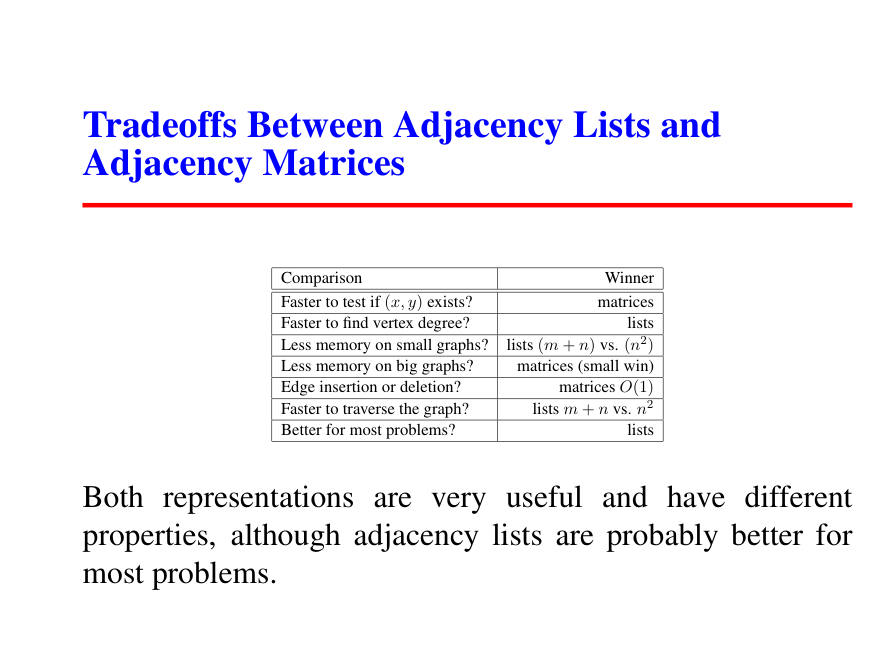 Tradeoffs Between Adjacency Lists and
Adjacency Matrices
Comparison Winner
Faster to test if (x, y) exists? matrices
Faster to find vertex degree? lists
Less memory on small graphs? lists (m + n) vs. (n²)
Less memory on big graphs? matrices (small win)
Edge insertion or deletion? matrices O(1)
Faster to traverse the graph? lists m + n vs. n²
Better for most problems? lists
Both representations are very useful and have different
properties, although adjacency lists are probably better for
most problems.